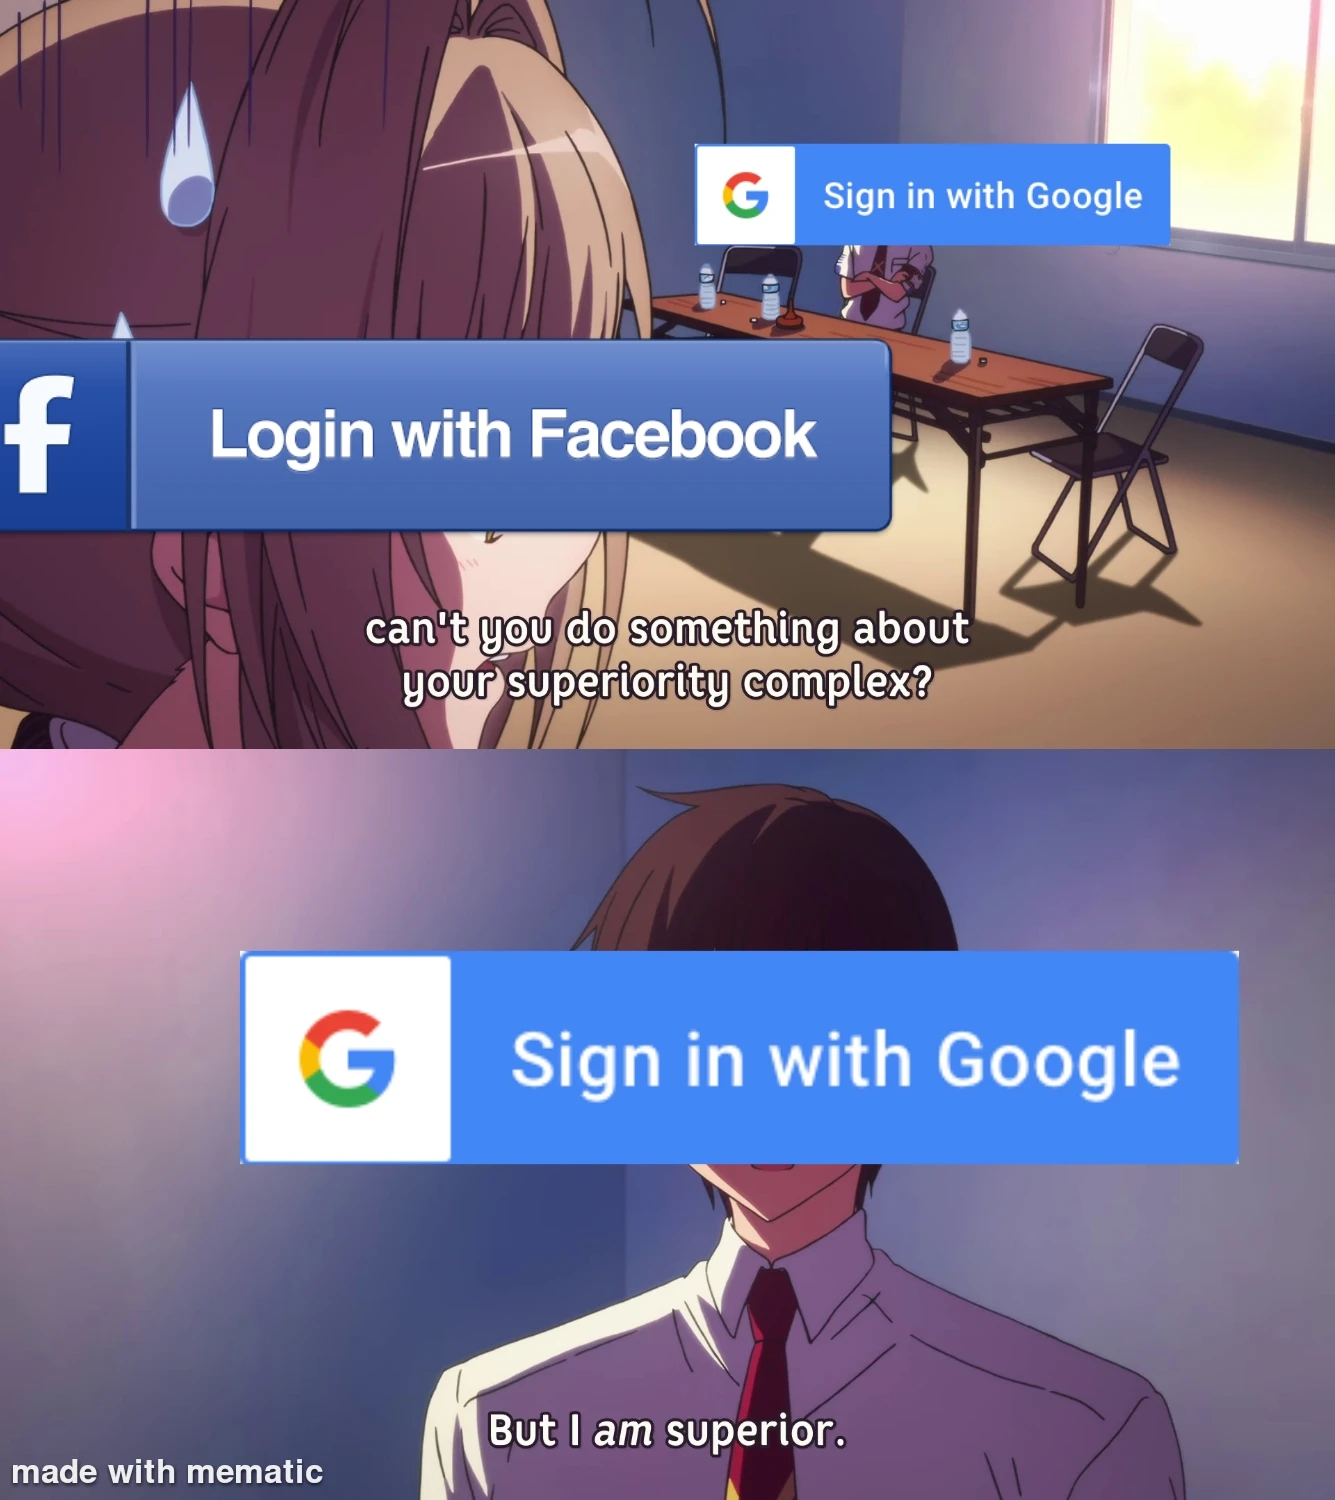 Sign in with Google
f
Login with Facebook
can't you do something about
your superiority complex?
G
Sign in with Google
But I am superior.
made with mematic